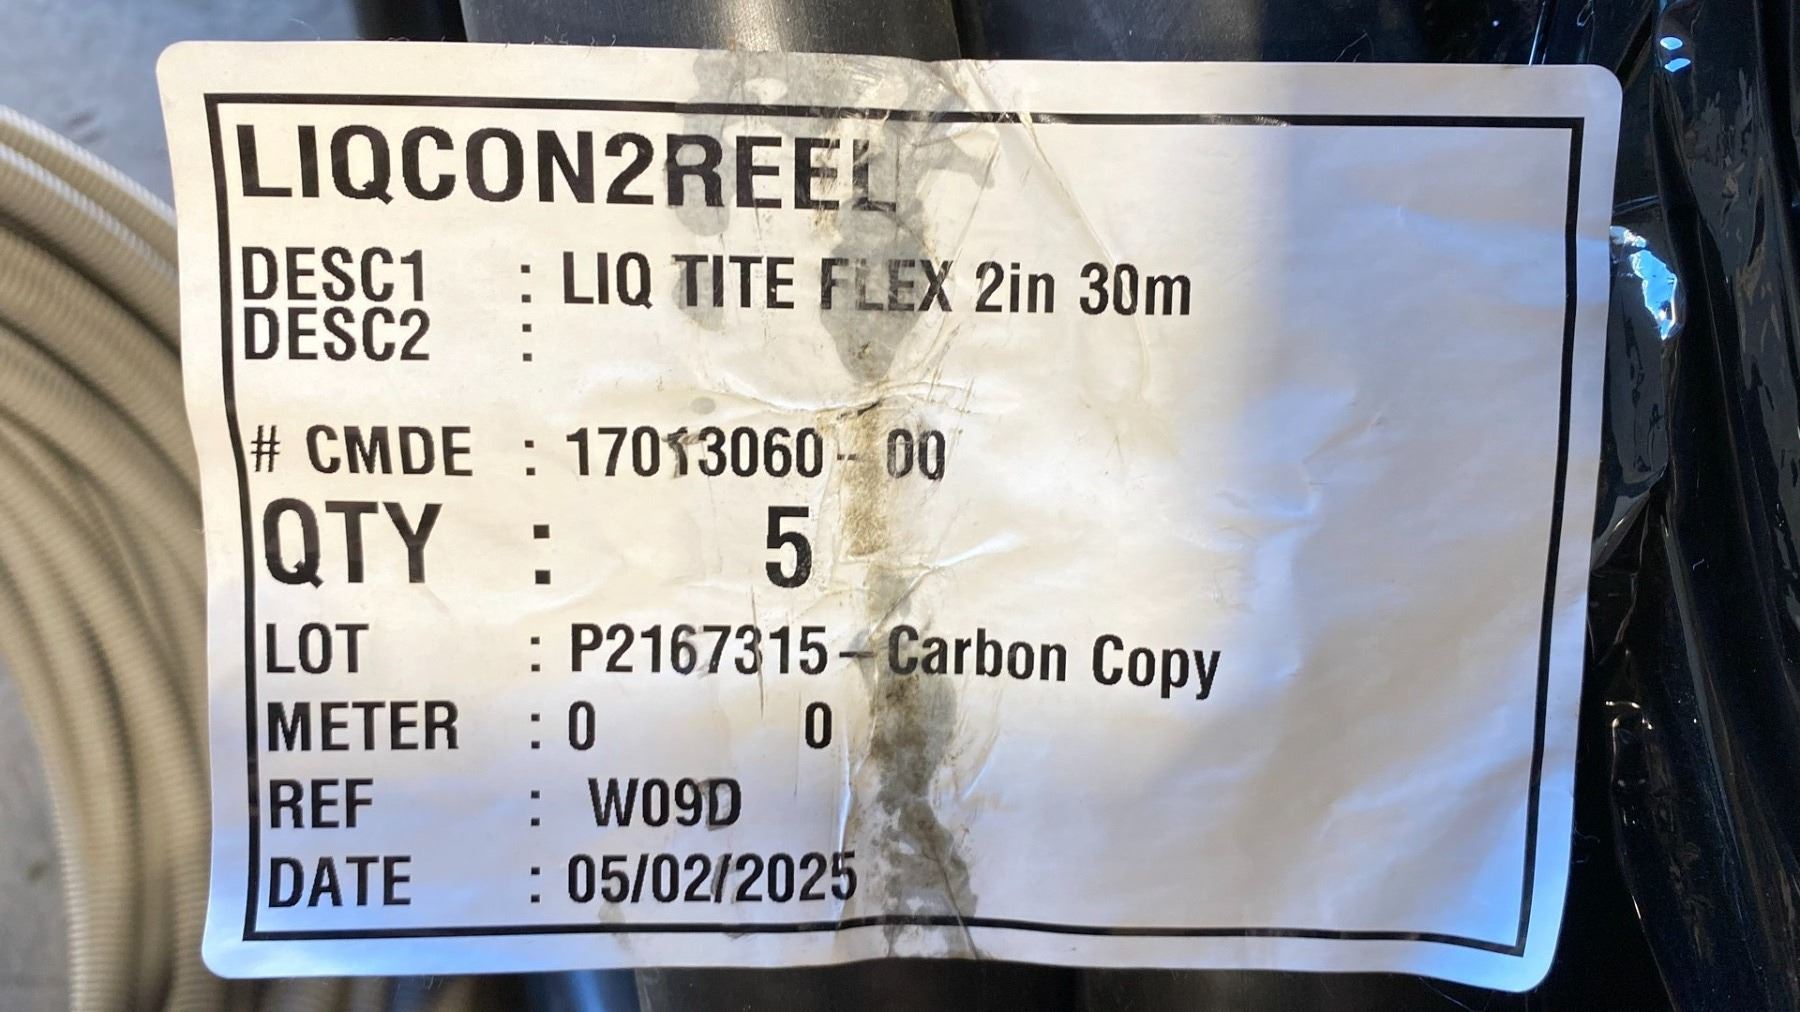 LIQCON2REEL
DESC1 : LIQ TITE FLEX 2in 30m
DESC2 :
# CMDE : 17013060 - 00
QTY : 5
LOT : P2167315 - Carbon Copy
METER : 0 0
REF : W09D
DATE : 05/02/2025